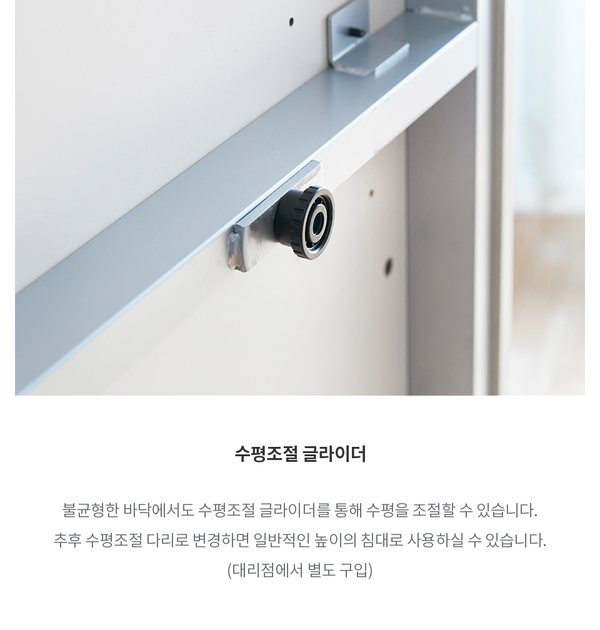 수평조절 글라이더
불균형한 바닥에서도 수평조절 글라이더를 통해 수평을 조절할 수 있습니다.
추후 수평조절 다리로 변경하면 일반적인 높이의 침대로 사용하실 수 있습니다.
(대리점에서 별도 구입)